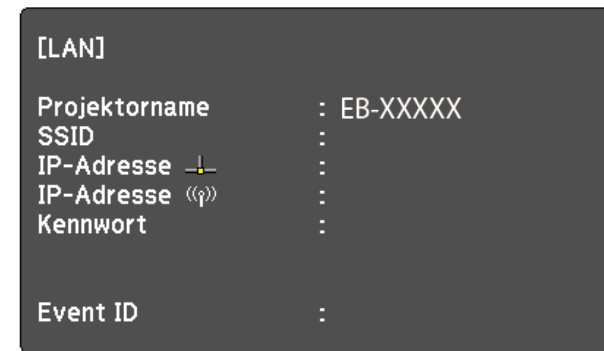 [LAN]
Projektorname : EB-XXXXX
SSID :
IP-Adresse :
IP-Adresse :
Kennwort :
Event ID :